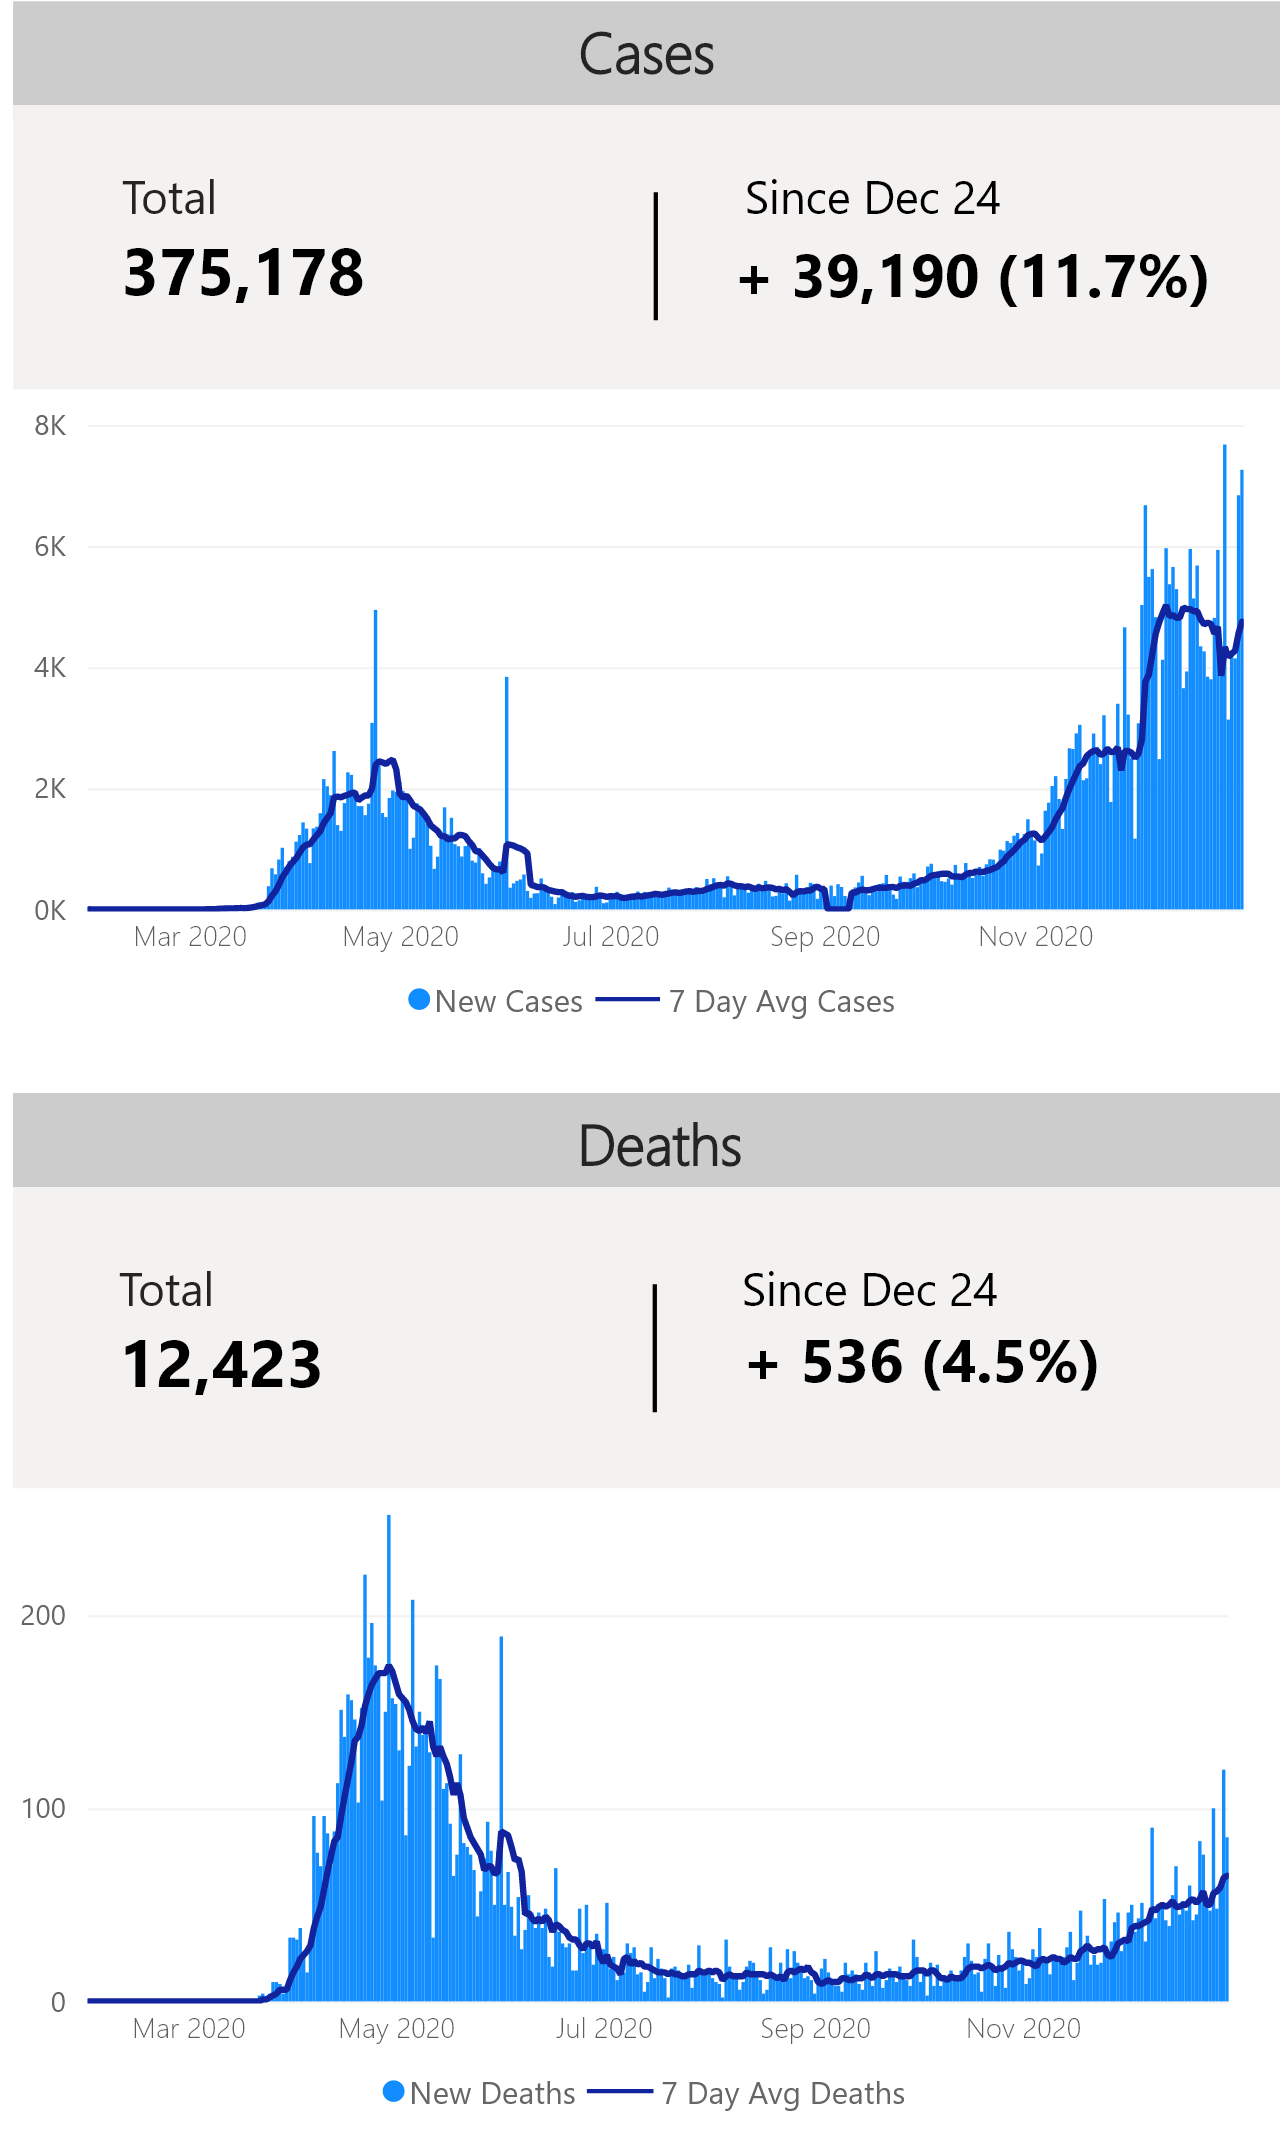 Cases
Total
Since Dec 24
375,178
+ 39,190 (11.7%)
8K
6K
4K
2K
0K
Mar 2020 May 2020 Jul 2020 Sep 2020 Nov 2020
New Cases 7 Day Avg Cases
Deaths
Total
Since Dec 24
12,423
+ 536 (4.5%)
200
100
0
Mar 2020 May 2020 Jul 2020 Sep 2020 Nov 2020
New Deaths 7 Day Avg Deaths